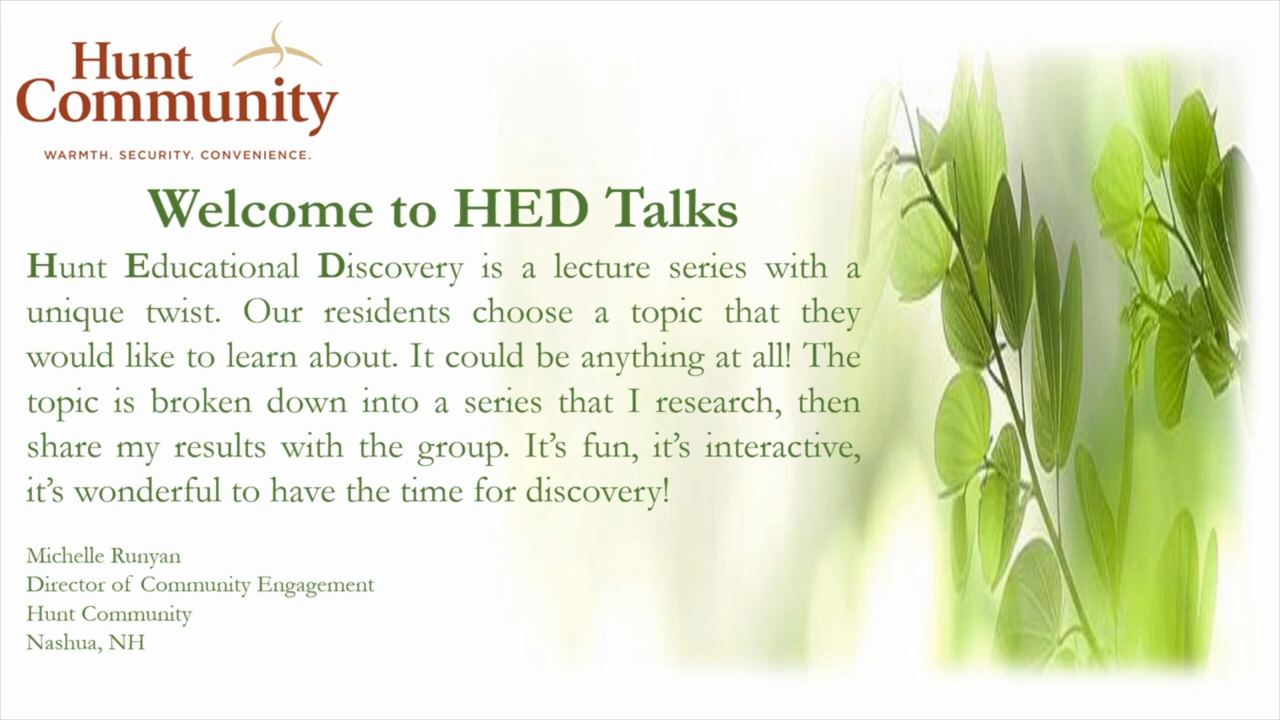 Hunt
Community
WARMTH. SECURITY. CONVENIENCE.
Welcome to HED Talks
Hunt Educational Discovery is a lecture series with a
unique twist. Our residents choose a topic that they
would like to learn about. It could be anything at all! The
topic is broken down into a series that I research, then
share my results with the group. It’s fun, it’s interactive,
it’s wonderful to have the time for discovery!
Michelle Runyan
Director of Community Engagement
Hunt Community
Nashua, NH